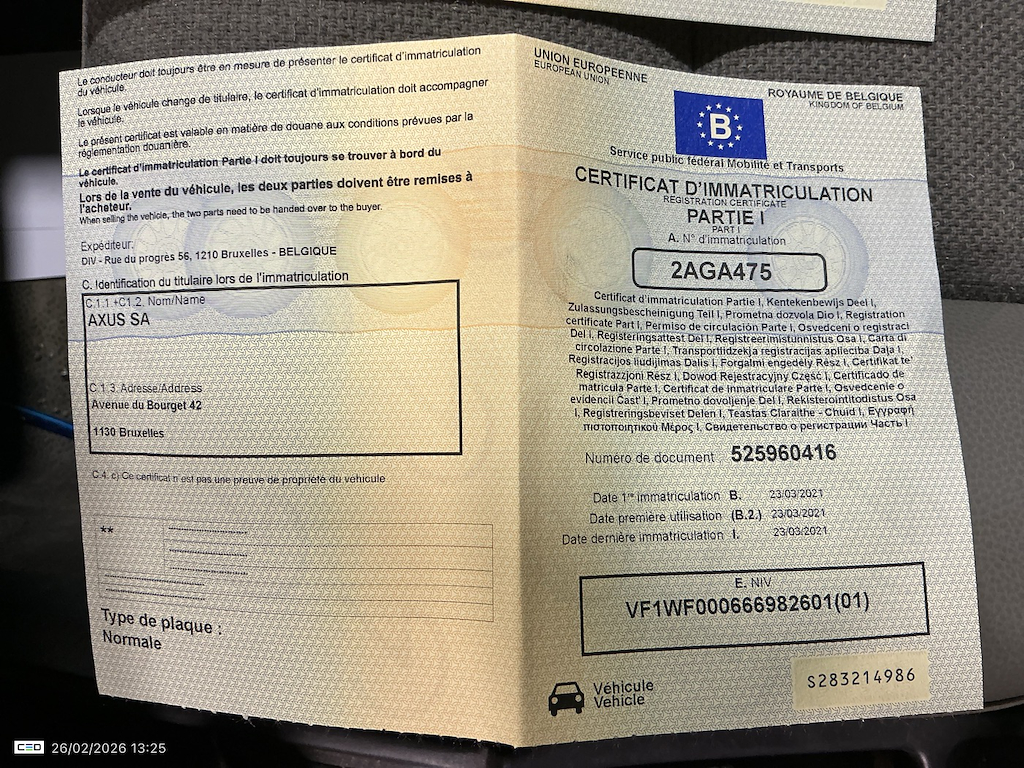 Le conducteur doit toujours être en mesure de présenter le certificat d'immatriculation
du véhicule.
Lorsque le véhicule change de titulaire, le certificat d'immatriculation doit accompagner
le véhicule.
Le présent certificat est valable en matière de douane aux conditions prévues par la
réglementation douanière.
Le certificat d'immatriculation Partie I doit toujours se trouver à bord du
véhicule.
Lors de la vente du véhicule, les deux parties doivent être remises à
l'acheteur.
When selling the vehicle, the two parts need to be handed over to the buyer.
Expéditeur:
DIV - Rue du progrès 56, 1210 Bruxelles - BELGIQUE
C. Identification du titulaire lors de l'immatriculation
C.1.1 +C1.2. Nom/Name
AXUS SA
C.1.3. Adresse/Address
Avenue du Bourget 42
1130 Bruxelles
C.4. c) Ce certificat n'est pas une preuve de propriété du véhicule
**
Type de plaque :
Normale
UNION EUROPEENNE
EUROPEAN UNION
ROYAUME DE BELGIQUE
KINGDOM OF BELGIUM
B
Service public fédéral Mobilité et Transports
CERTIFICAT D'IMMATRICULATION
REGISTRATION CERTIFICATE
PARTIE I
PART I
A. N° d'immatriculation
2AGA475
Certificat d'immatriculation Partie I, Kentekenbewijs Deel I,
Zulassungsbescheinigung Teil I, Prometna dozvola Dio I, Registration
certificate Part I, Permiso de circulación Parte I, Osvedceni o registraci
Del I, Registeringsattest Del I, Registreerimistunnistus Osa I, Carta di
circolazione Parte I, Transportlidzekja registracijas aplieciba Daja I,
Registracijos liudijimas Dalis I, Forgalmi engedély Rész I, Certifikat te'
Registrazzjoni Rész I, Dowod Rejestracyjny Część I, Certificado de
matricula Parte I, Certificat de Inmatriculare Parte I, Osvedcenie o
evidencii Čast' I, Prometno dovoljenje Del I, Rekisterointitodistus Osa
I, Registreringsbeviset Delen I, Teastas Claraithe - Chuid I, Εγγραφή
πιστοποιητικού Μέρος I, Свидетельство о регистрации Часть I
Numéro de document 525960416
Date 1re immatriculation B. 23/03/2021
Date première utilisation (B.2.) 23/03/2021
Date dernière immatriculation I. 23/03/2021
E. NIV
VF1WF000666982601(01)
Véhicule
Vehicle
S283214986
CEO 26/02/2026 13:25